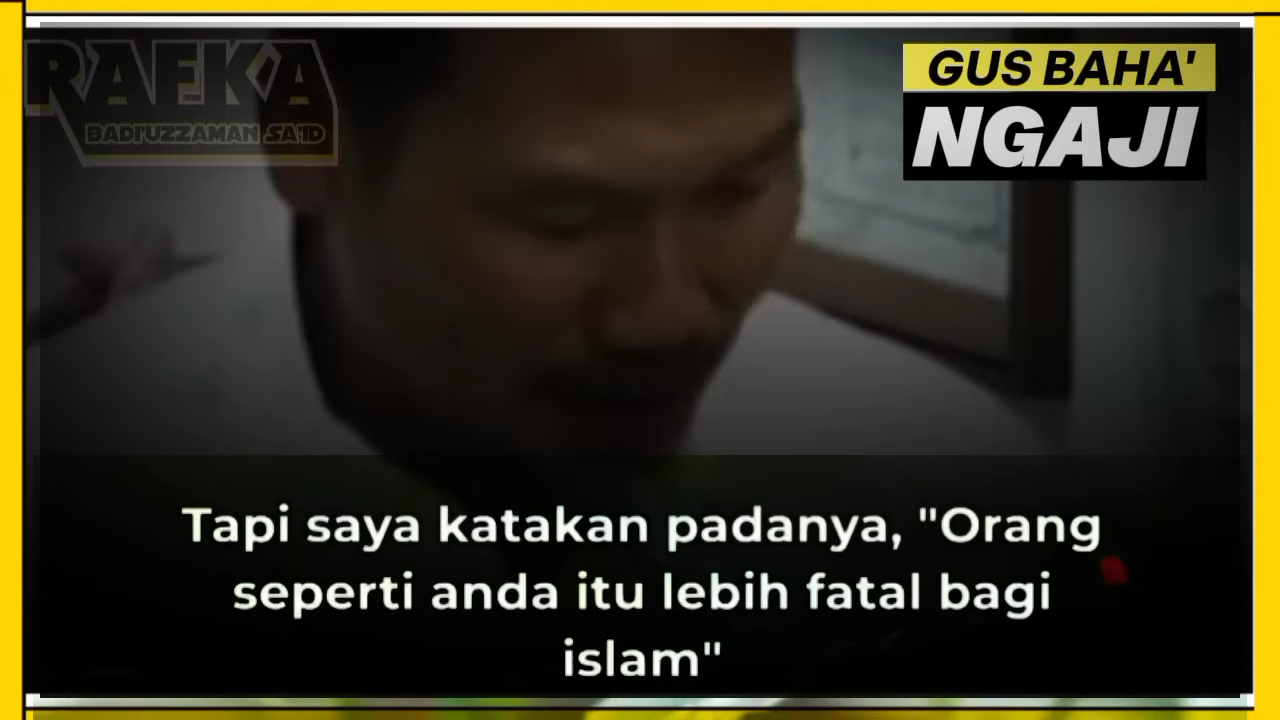 RAEKA
BADI'UZZAMAN SA'ID
GUS BAHA'
NGAJI
Tapi saya katakan padanya, "Orang
seperti anda itu lebih fatal bagi
islam"